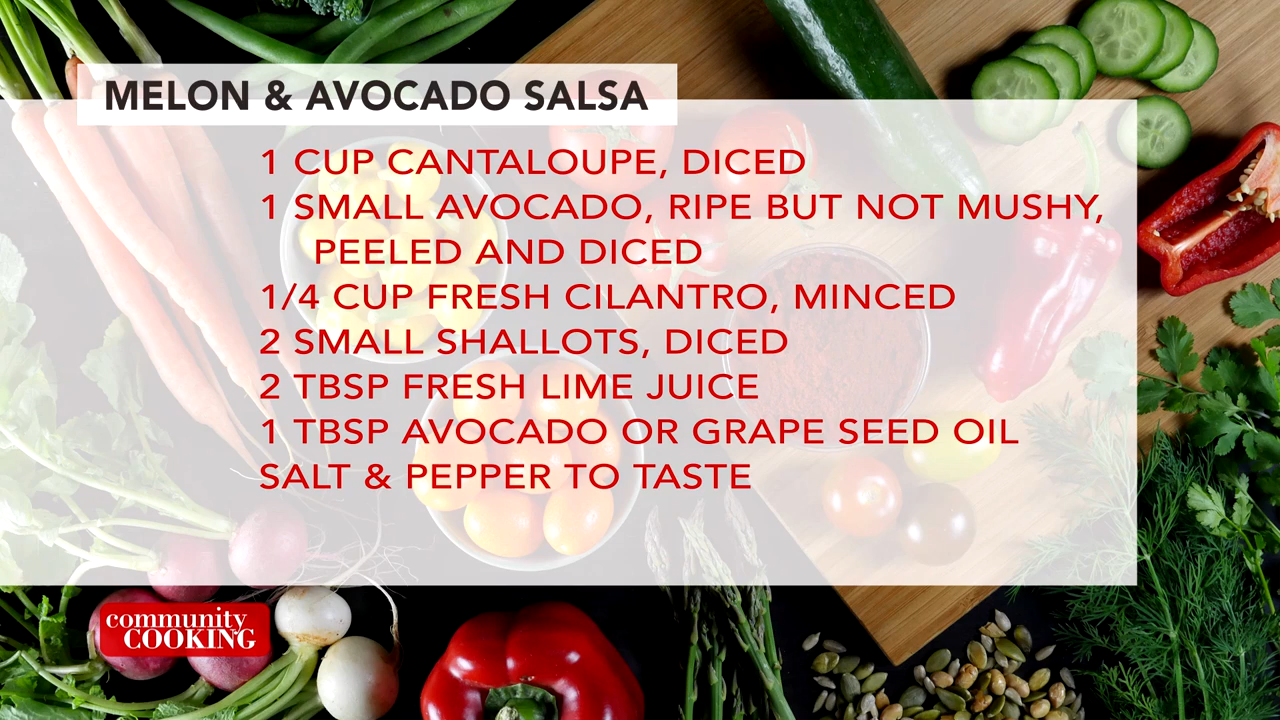 MELON & AVOCADO SALSA
1 CUP CANTALOUPE, DICED
1 SMALL AVOCADO, RIPE BUT NOT MUSHY,
PEELED AND DICED
1/4 CUP FRESH CILANTRO, MINCED
2 SMALL SHALLOTS, DICED
2 TBSP FRESH LIME JUICE
1 TBSP AVOCADO OR GRAPE SEED OIL
SALT & PEPPER TO TASTE
community
COOKING